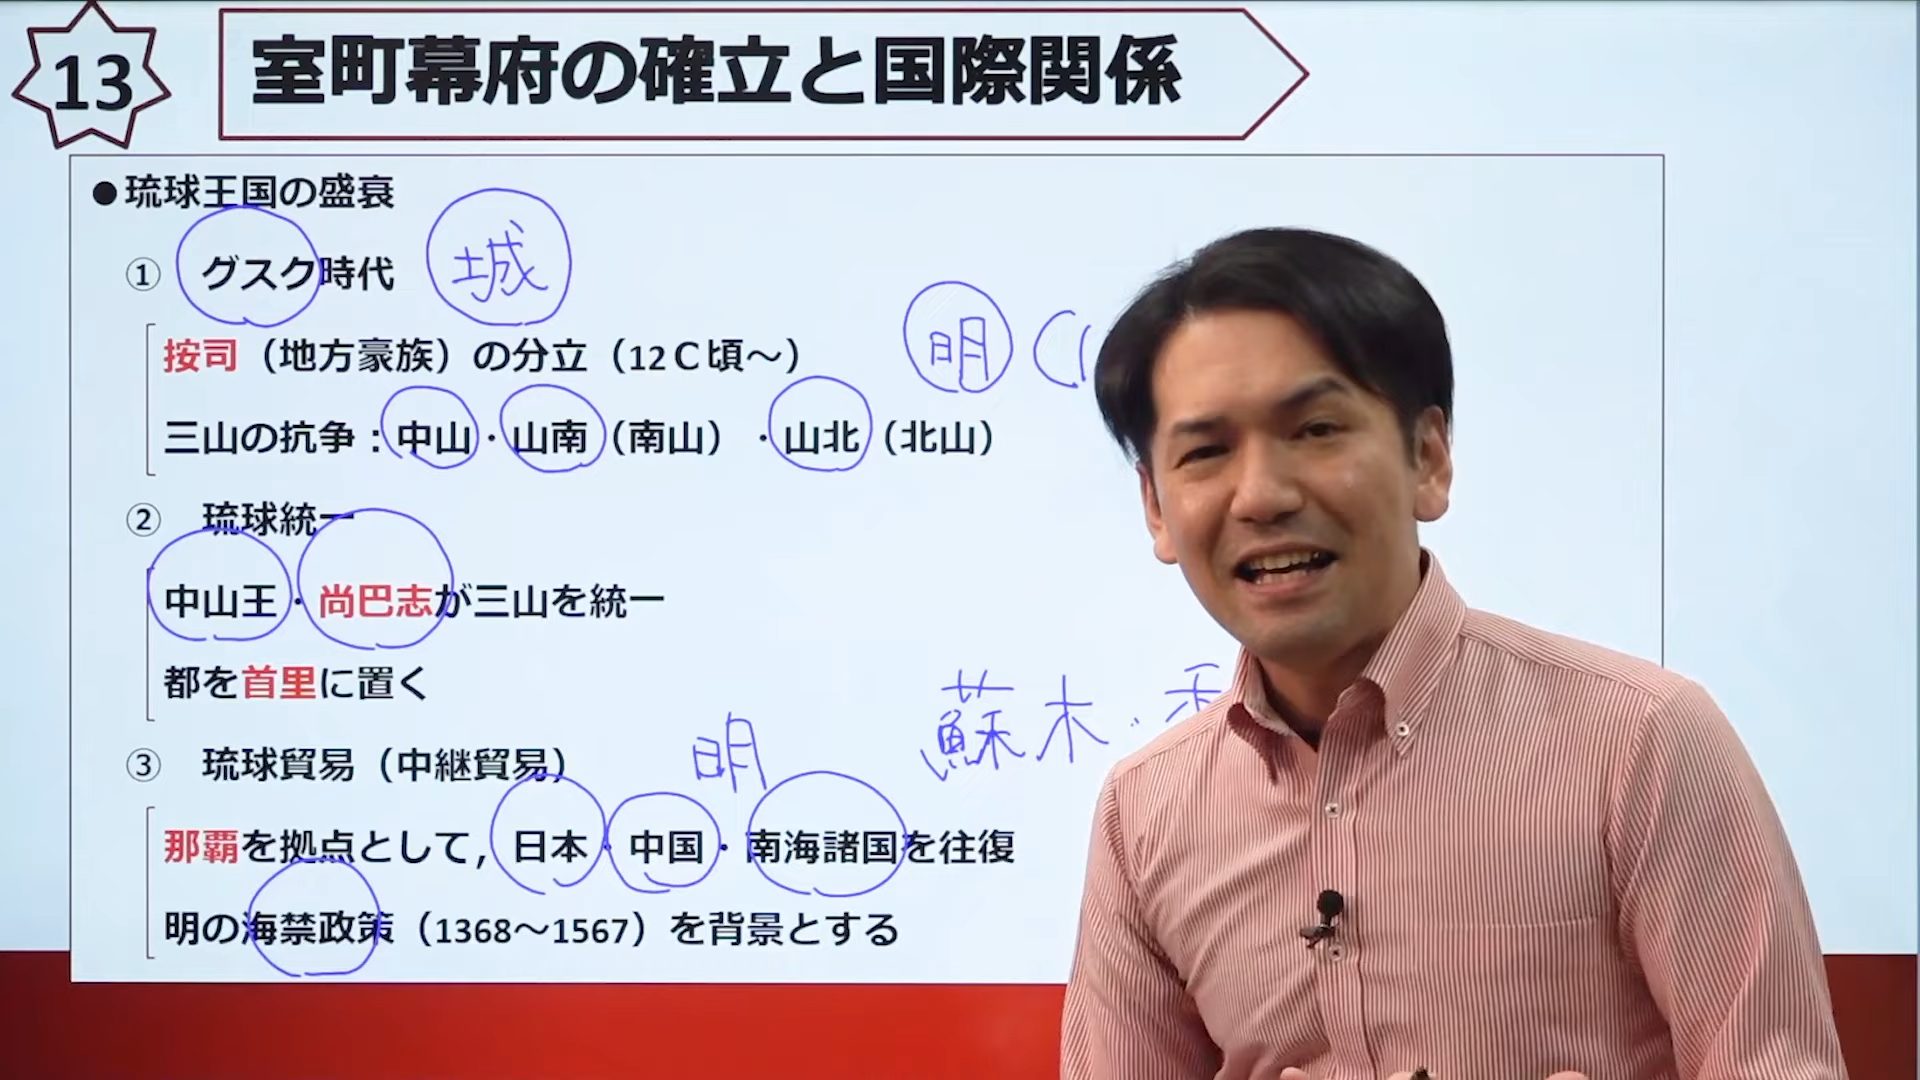 13
室町幕府の確立と国際関係
●琉球王国の盛衰
① グスク時代 城
按司（地方豪族）の分立（12C頃～） 明（1
三山の抗争：中山・山南（南山）・山北（北山）
② 琉球統一
中山王・尚巴志が三山を統一
都を首里に置く
蘇木・香
③ 琉球貿易（中継貿易） 明
那覇を拠点として，日本・中国・南海諸国を往復
明の海禁政策（1368～1567）を背景とする